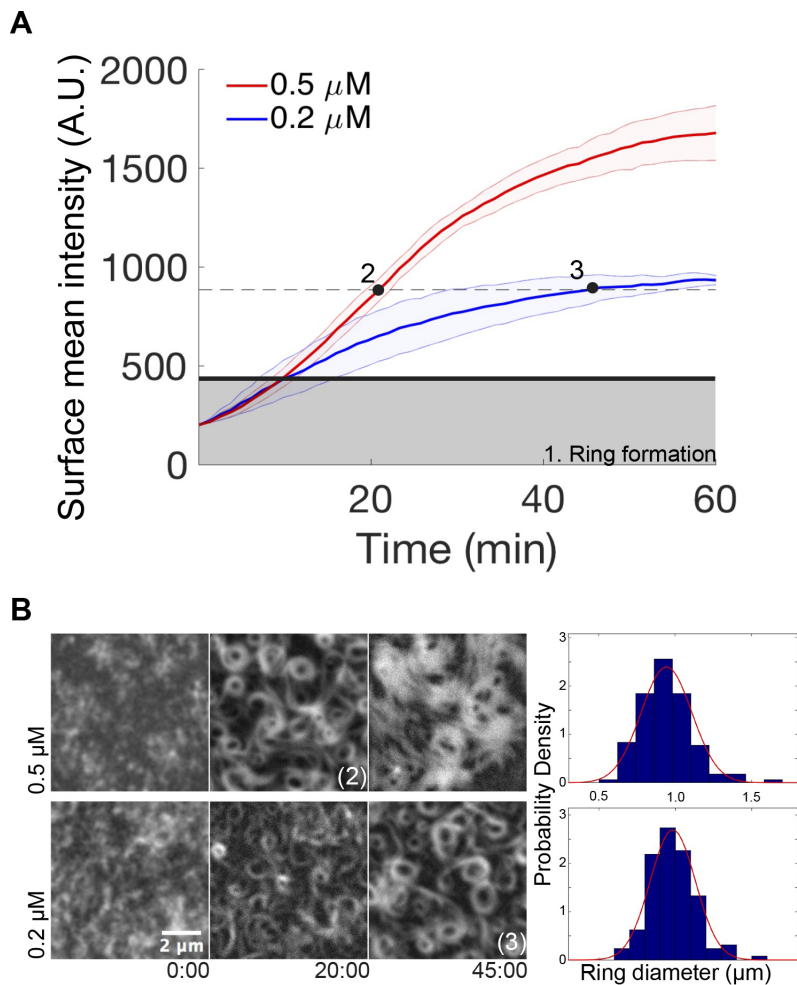 A
Surface mean intensity (A.U.)
2000
1500
1000
500
0
0.5 μM
0.2 μM
2
3
1. Ring formation
20
40
60
Time (min)
B
0.5 μM
(2)
0.2 μM
2 μm
(3)
0:00
20:00
45:00
Probability Density
3
2
1
0
0.5
1.0
1.5
3
2
1
0
Ring diameter (μm)